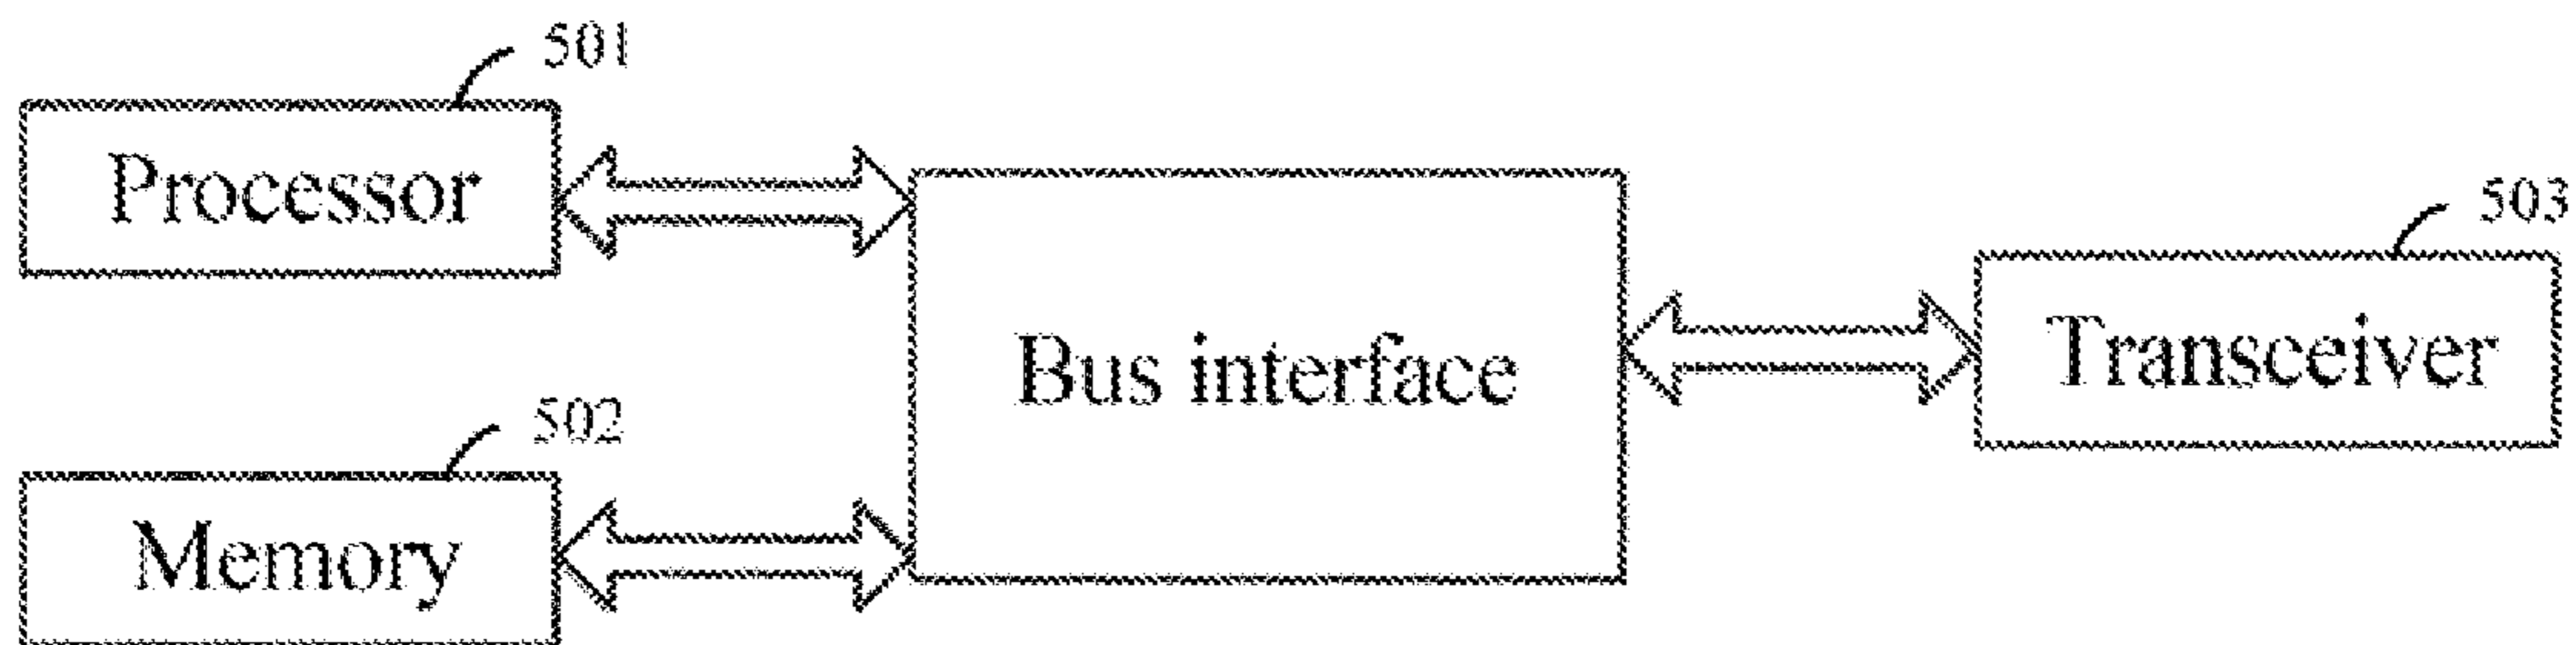 501
Processor
503
Bus interface
Transceiver
502
Memory